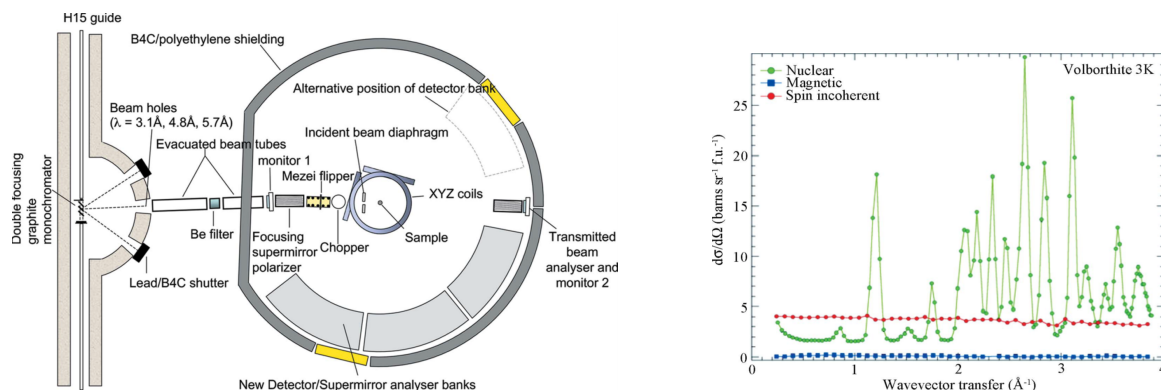 H15 guide
B4C/polyethylene shielding
Alternative position of detector bank
Beam holes
(λ = 3.1Å, 4.8Å, 5.7Å)
Incident beam diaphragm
Evacuated beam tubes
monitor 1
Mezei flipper
XYZ coils
Double focusing
graphite
monochromator
Be filter
Focusing
supermirror
polarizer
Chopper
Sample
Transmitted
beam analyser and
monitor 2
Lead/B4C shutter
New Detector/Supermirror analyser banks
Nuclear
Magnetic
Spin incoherent
Volborthite 3K
dσ/dΩ (barns sr⁻¹ f.u.⁻¹)
25
20
15
10
5
0
0 1 2 3 4
Wavevector transfer (Å⁻¹)